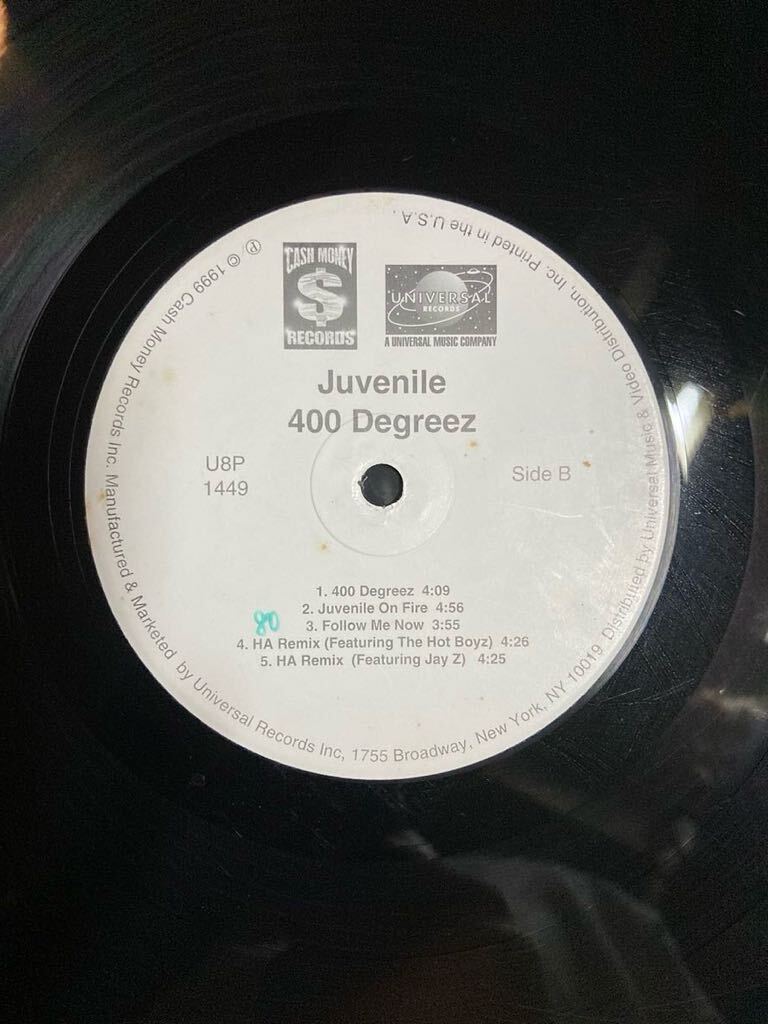 CASH MONEY
$
RECORDS
UNIVERSAL
RECORDS
A UNIVERSAL MUSIC COMPANY
Juvenile
400 Degreez
U8P
1449
Side B
1. 400 Degreez 4:09
2. Juvenile On Fire 4:56
80
3. Follow Me Now 3:55
4. HA Remix (Featuring The Hot Boyz) 4:26
5. HA Remix (Featuring Jay Z) 4:25
℗ © 1999 Cash Money Records Inc. Manufactured & Marketed by Universal Records Inc, 1755 Broadway, New York, NY 10019 Distributed by Universal Music & Video Distribution, Inc. Printed in the U.S.A.